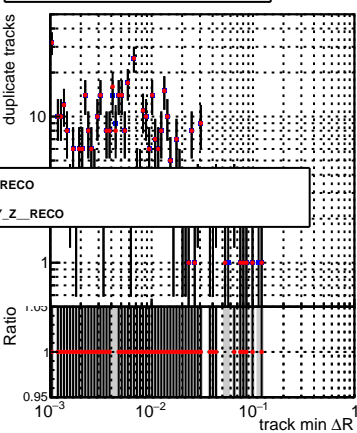 duplicate tracks
10
RECO
Y_Z__RECO
1
Ratio
1.05
1
0.95
10⁻³
10⁻²
10⁻¹
1
track min ΔR